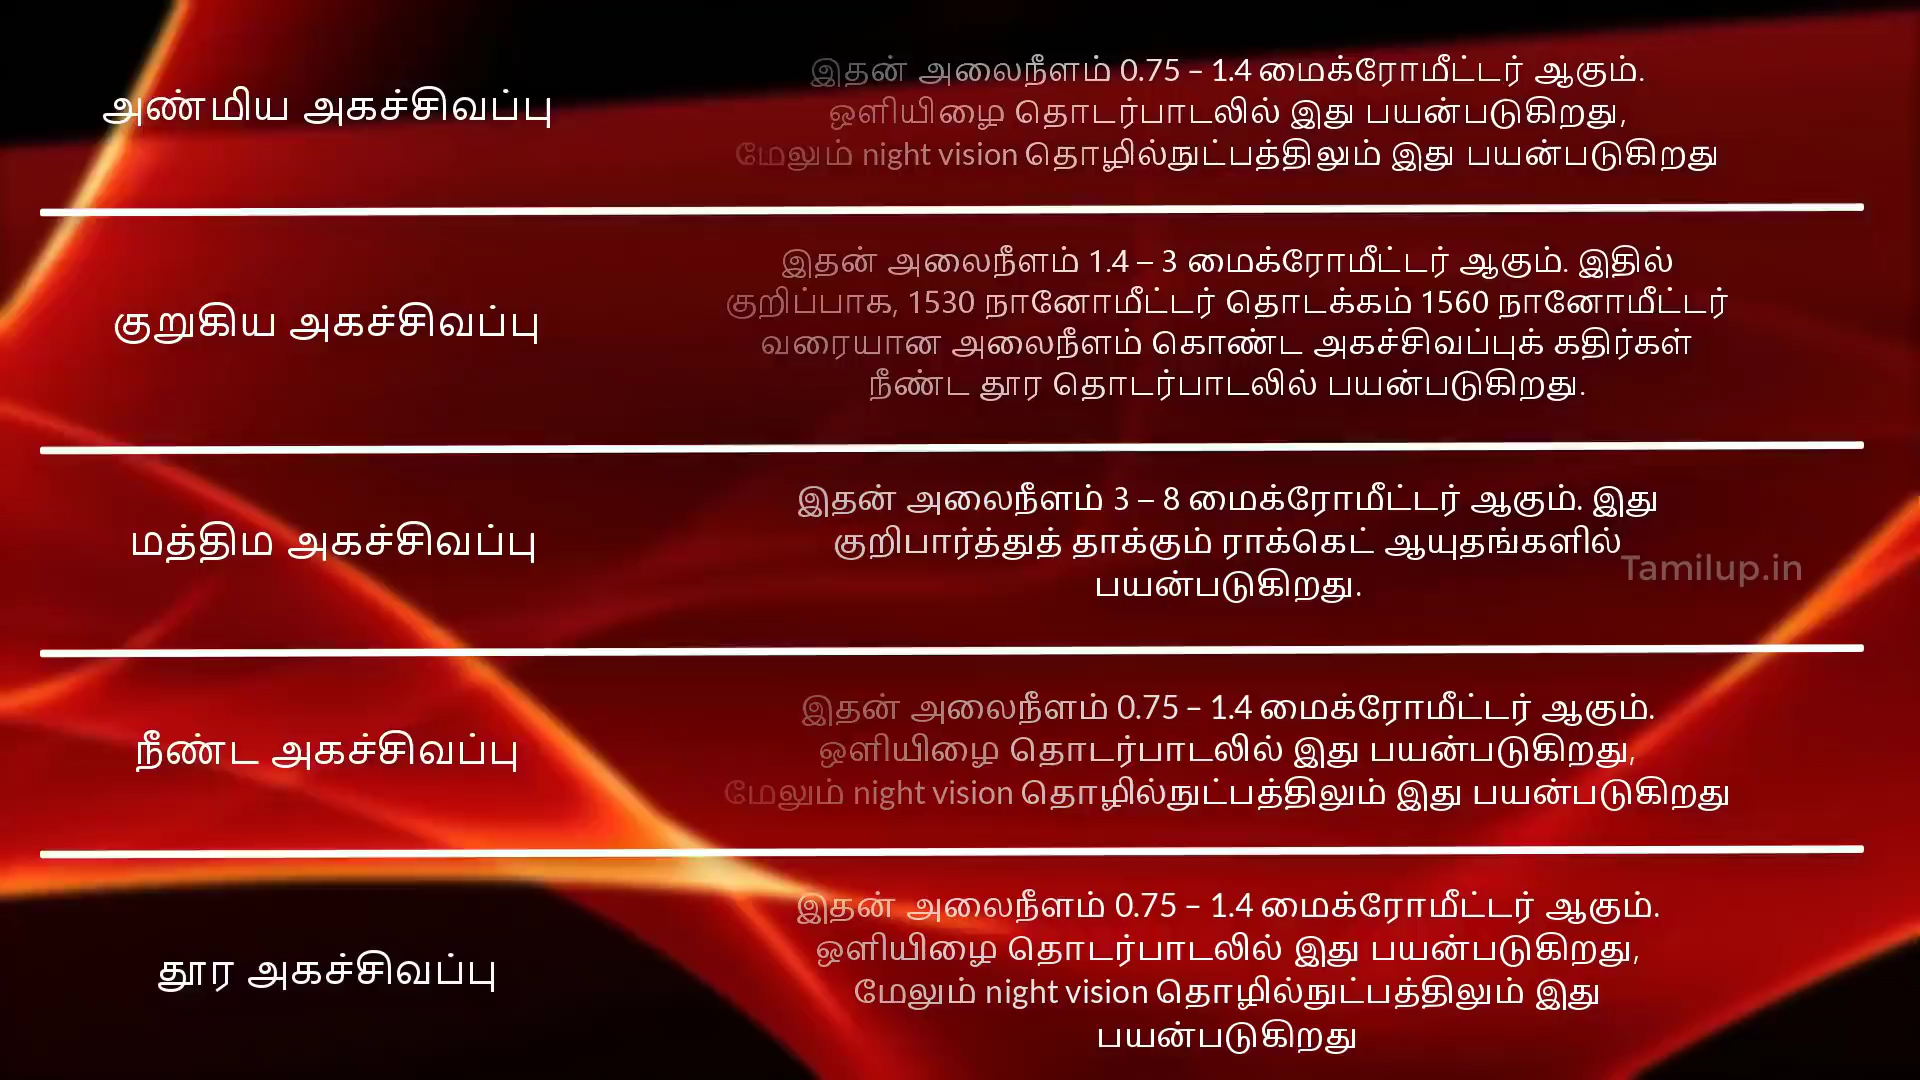 அண்மிய அகச்சிவப்பு
இதன் அலைநீளம் 0.75 – 1.4 மைக்ரோமீட்டர் ஆகும்.
ஒளியிழை தொடர்பாடலில் இது பயன்படுகிறது,
மேலும் night vision தொழில்நுட்பத்திலும் இது பயன்படுகிறது
குறுகிய அகச்சிவப்பு
இதன் அலைநீளம் 1.4 – 3 மைக்ரோமீட்டர் ஆகும். இதில்
குறிப்பாக, 1530 நானோமீட்டர் தொடக்கம் 1560 நானோமீட்டர்
வரையான அலைநீளம் கொண்ட அகச்சிவப்புக் கதிர்கள்
நீண்ட தூர தொடர்பாடலில் பயன்படுகிறது.
மத்திம அகச்சிவப்பு
இதன் அலைநீளம் 3 – 8 மைக்ரோமீட்டர் ஆகும். இது
குறிபார்த்துத் தாக்கும் ராக்கெட் ஆயுதங்களில்
பயன்படுகிறது.
Tamilup.in
நீண்ட அகச்சிவப்பு
இதன் அலைநீளம் 0.75 – 1.4 மைக்ரோமீட்டர் ஆகும்.
ஒளியிழை தொடர்பாடலில் இது பயன்படுகிறது,
மேலும் night vision தொழில்நுட்பத்திலும் இது பயன்படுகிறது
தூர அகச்சிவப்பு
இதன் அலைநீளம் 0.75 – 1.4 மைக்ரோமீட்டர் ஆகும்.
ஒளியிழை தொடர்பாடலில் இது பயன்படுகிறது,
மேலும் night vision தொழில்நுட்பத்திலும் இது
பயன்படுகிறது